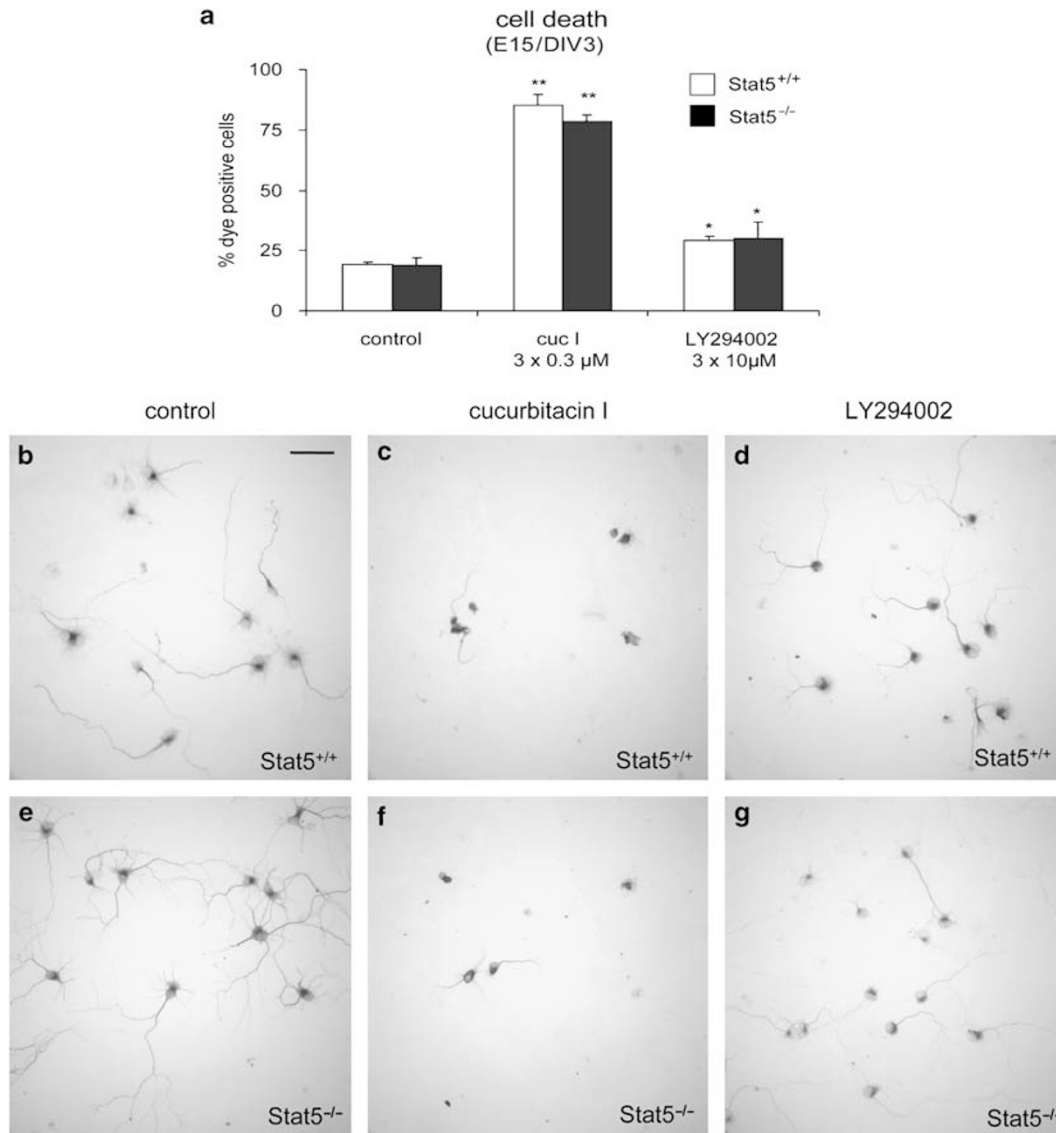 a
cell death
(E15/DIV3)
% dye positive cells
100
75
50
25
0
** **
* *
Stat5+/+
Stat5−/−
control cuc I LY294002
3 x 0.3 µM 3 x 10µM
control cucurbitacin I LY294002
b c d
Stat5+/+ Stat5+/+ Stat5+/+
e f g
Stat5−/− Stat5−/− Stat5−/−